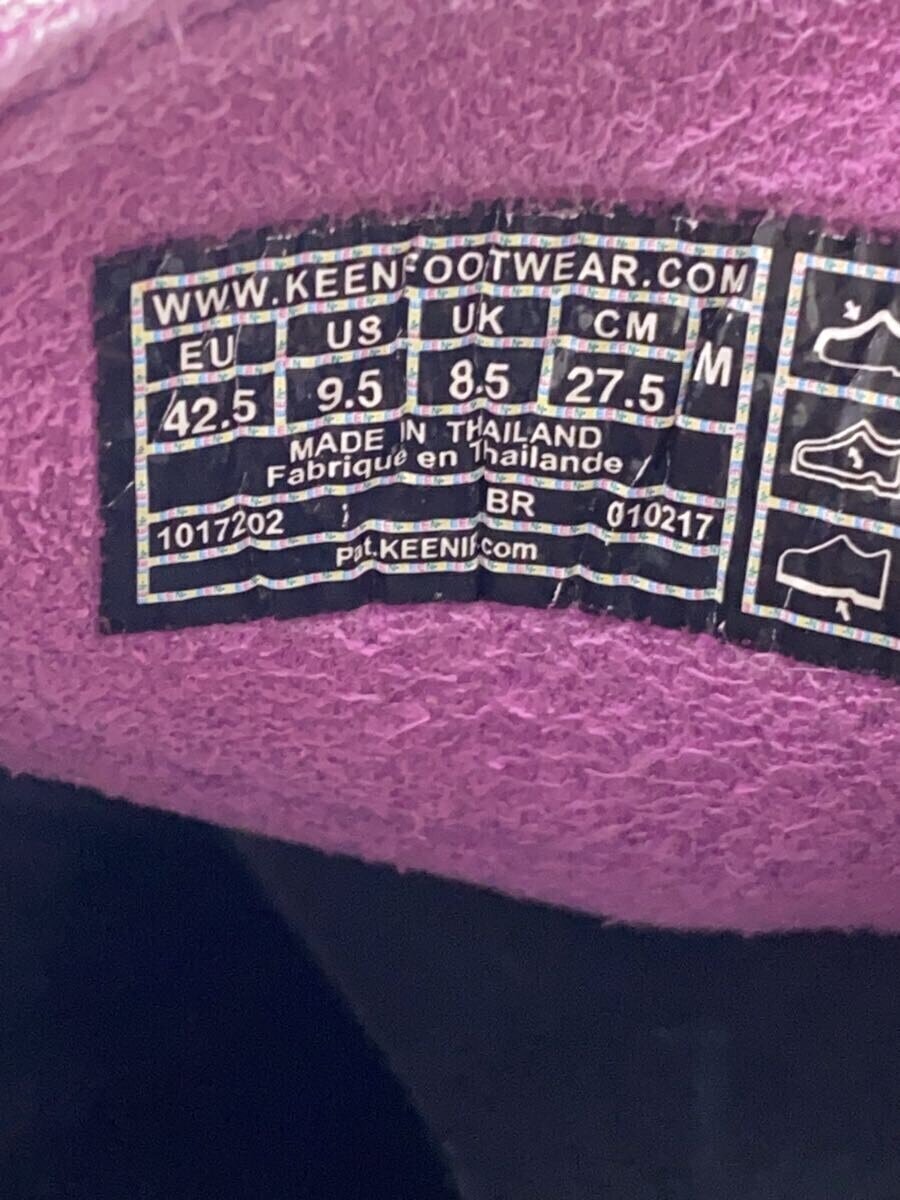 WWW.KEENFOOTWEAR.COM
EU US UK CM M
42.5 9.5 8.5 27.5
MADE IN THAILAND
Fabriqué en Thailande
1017202 BR 010217